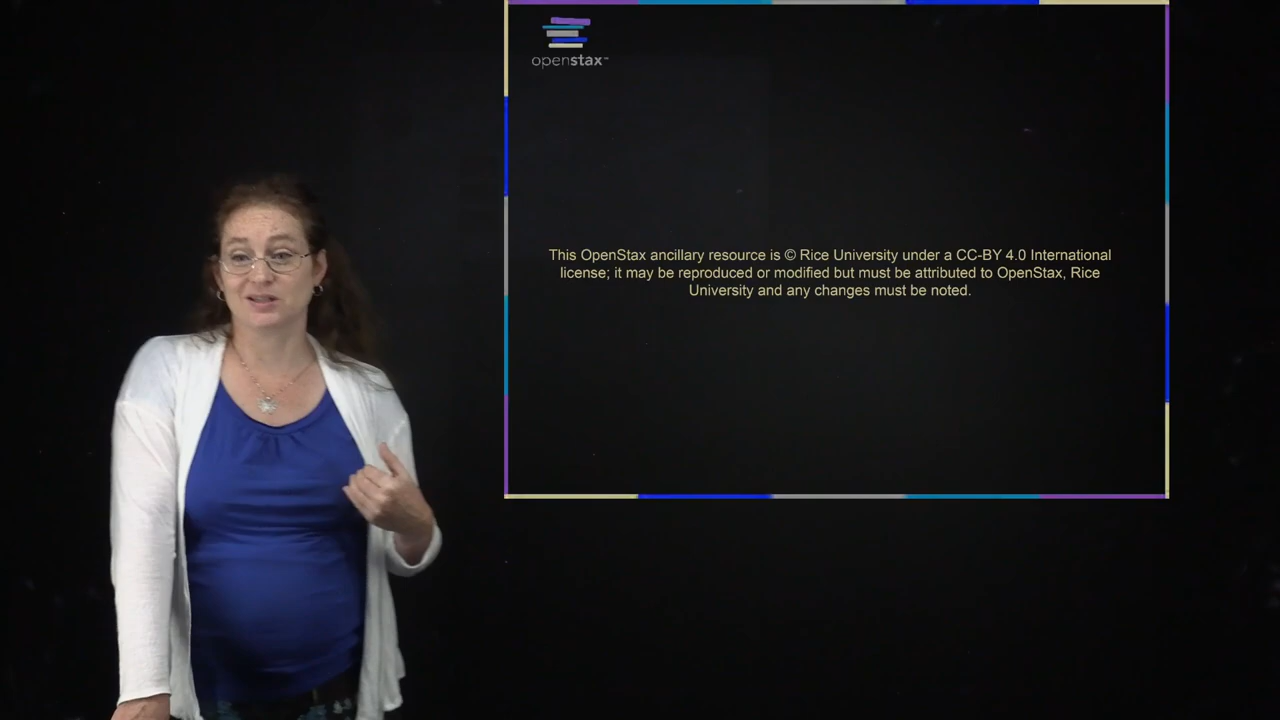 openstax™
This OpenStax ancillary resource is © Rice University under a CC-BY 4.0 International
license; it may be reproduced or modified but must be attributed to OpenStax, Rice
University and any changes must be noted.